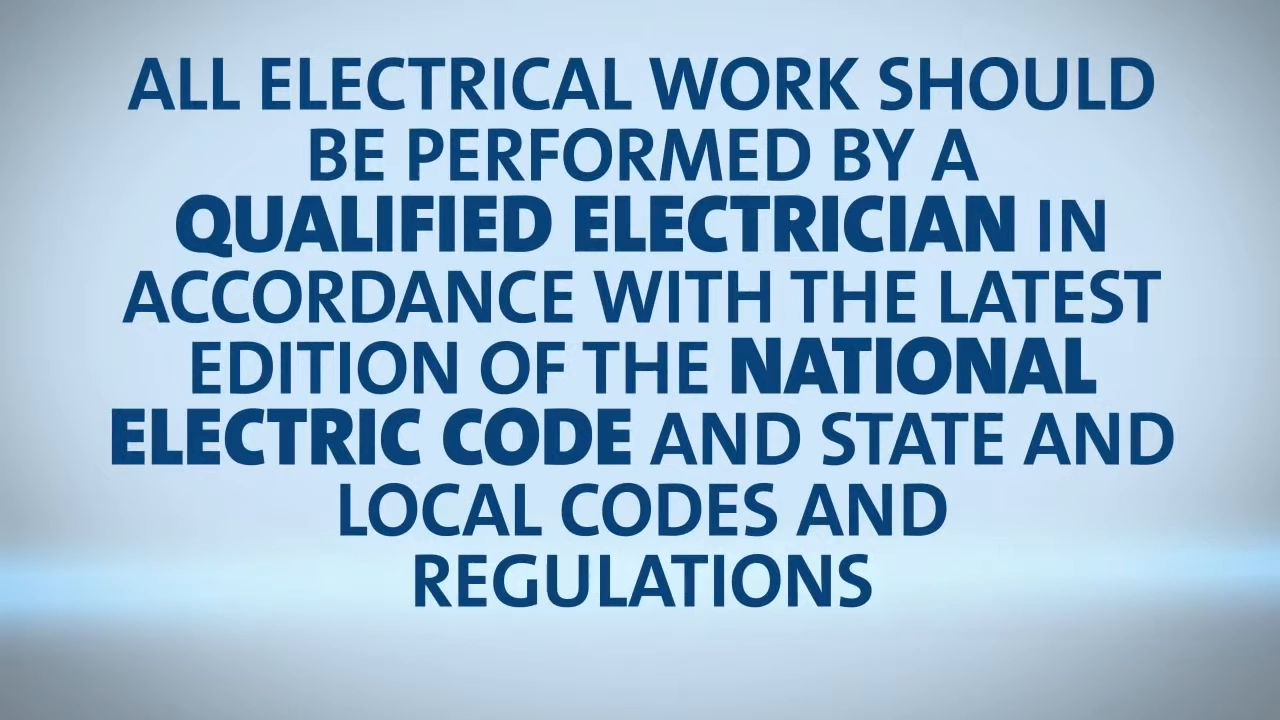 ALL ELECTRICAL WORK SHOULD
BE PERFORMED BY A
QUALIFIED ELECTRICIAN IN
ACCORDANCE WITH THE LATEST
EDITION OF THE NATIONAL
ELECTRIC CODE AND STATE AND
LOCAL CODES AND
REGULATIONS